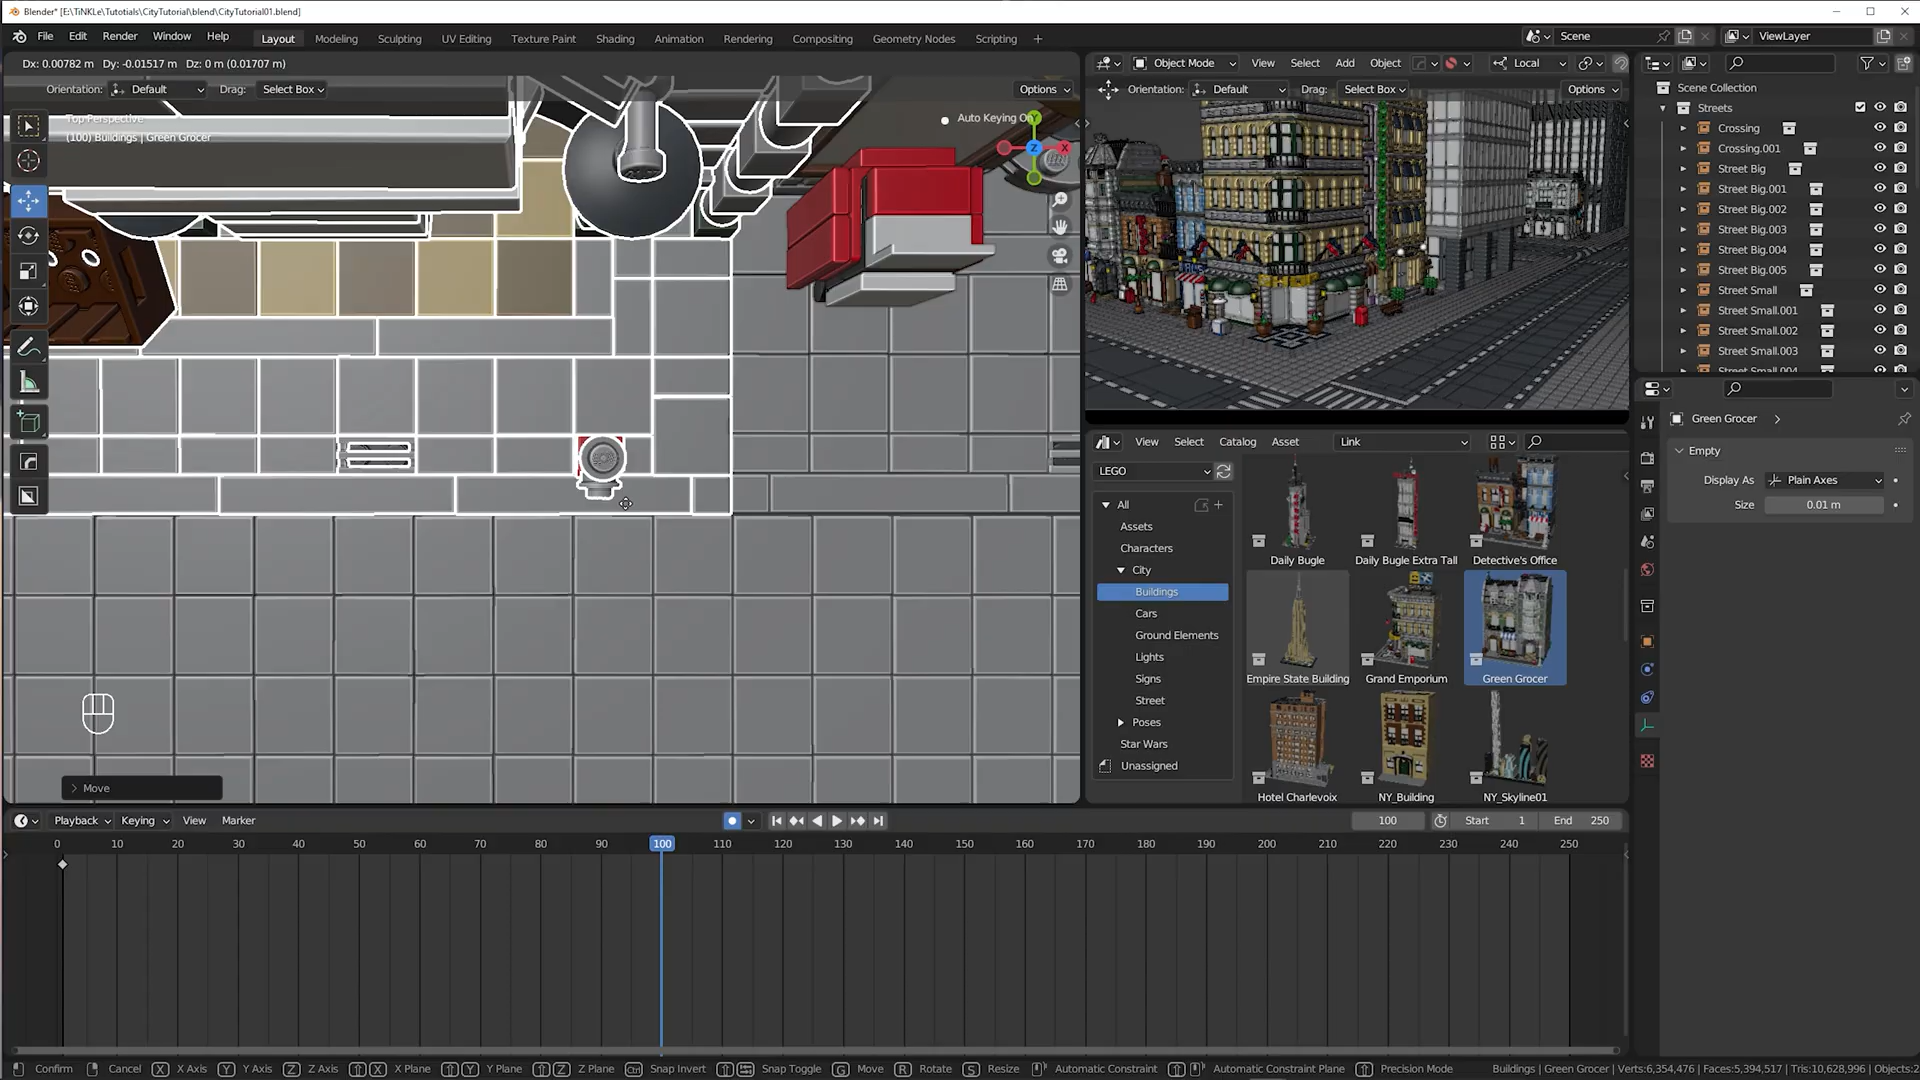 Blender* [E:\TiNKLe\Tutotials\CityTutorial\blend\CityTutorial01.blend]
File Edit Render Window Help
Layout Modeling Sculpting UV Editing Texture Paint Shading Animation Rendering Compositing Geometry Nodes Scripting +
Scene
ViewLayer
Dx: 0.00782 m Dy: -0.01517 m Dz: 0 m (0.01707 m)
Orientation: Default Drag: Select Box
Options
Top Perspective
(100) Buildings | Green Grocer
Auto Keying On
X
Z
Move
Object Mode View Select Add Object Local
Orientation: Default Drag: Select Box Options
Scene Collection
Streets
Crossing
Crossing.001
Street Big
Street Big.001
Street Big.002
Street Big.003
Street Big.004
Street Big.005
Street Small
Street Small.001
Street Small.002
Street Small.003
Street Small.004
Green Grocer
Empty
Display As Plain Axes
Size 0.01 m
View Select Catalog Asset Link
LEGO
All
Assets
Characters
City
Buildings
Cars
Ground Elements
Lights
Signs
Street
Poses
Star Wars
Unassigned
Daily Bugle
Daily Bugle Extra Tall
Detective's Office
Empire State Building
Grand Emporium
Green Grocer
Hotel Charlevoix
NY_Building
NY_Skyline01
Playback Keying View Marker
100
Start 1
End 250
0 10 20 30 40 50 60 70 80 90 100 110 120 130 140 150 160 170 180 190 200 210 220 230 240 250
Confirm Cancel X X Axis Y Y Axis Z Z Axis X X Plane Y Y Plane Z Z Plane Ctrl Snap Invert Snap Toggle G Move R Rotate S Resize Automatic Constraint Automatic Constraint Plane Precision Mode
Buildings | Green Grocer | Verts:6,354,476 | Faces:5,394,517 | Tris:10,628,996 | Objects:2